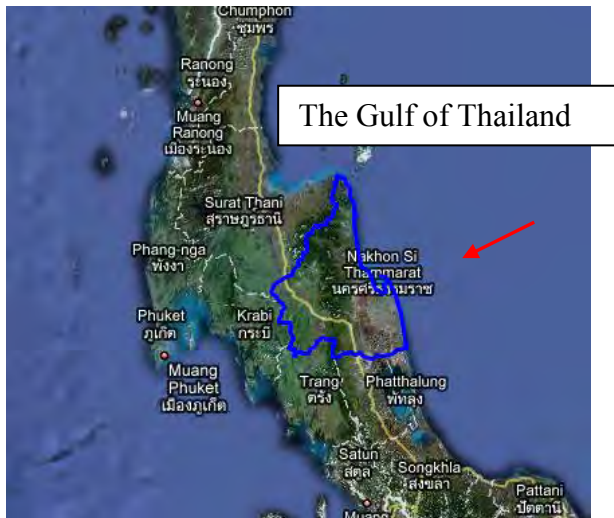 Chumphon
ชุมพร
Ranong
ระนอง
Muang
Ranong
เมืองระนอง
The Gulf of Thailand
Surat Thani
สุราษฎร์ธานี
Phang-nga
พังงา
Nakhon Si
Thammarat
นครศรีธรรมราช
Phuket
ภูเก็ต
Krabi
กระบี่
Muang
Phuket
เมืองภูเก็ต
Trang
ตรัง
Phatthalung
พัทลุง
Satun
สตูล
Songkhla
สงขลา
Pattani
ปัตตานี
Muang